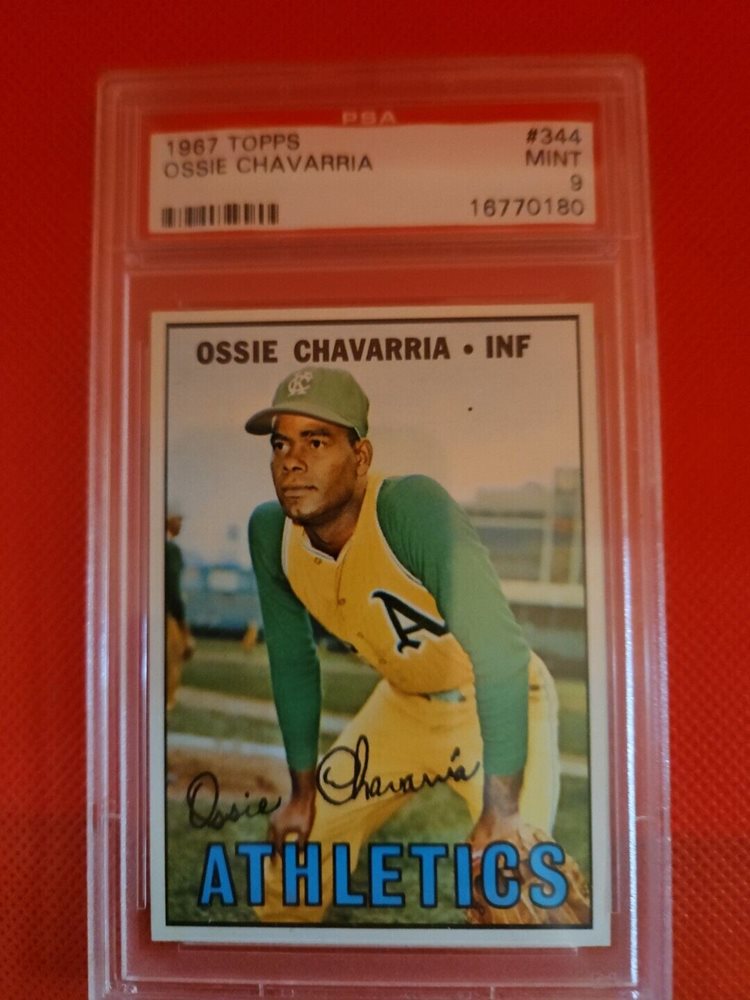 PSA
1967 TOPPS #344
OSSIE CHAVARRIA MINT
9
16770180
OSSIE CHAVARRIA • INF
KC
A
Ossie Chavarria
ATHLETICS